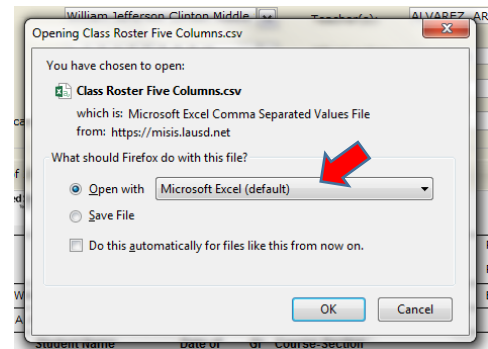 William Jefferson Clinton Middle
Teacher(s):
ALVAREZ, AR
Opening Class Roster Five Columns.csv
You have chosen to open:
Class Roster Five Columns.csv
which is: Microsoft Excel Comma Separated Values File
from: https://misis.lausd.net
What should Firefox do with this file?
Open with
Microsoft Excel (default)
Save File
Do this automatically for files like this from now on.
OK
Cancel
Student Name
Date of
Gr
Course-Section